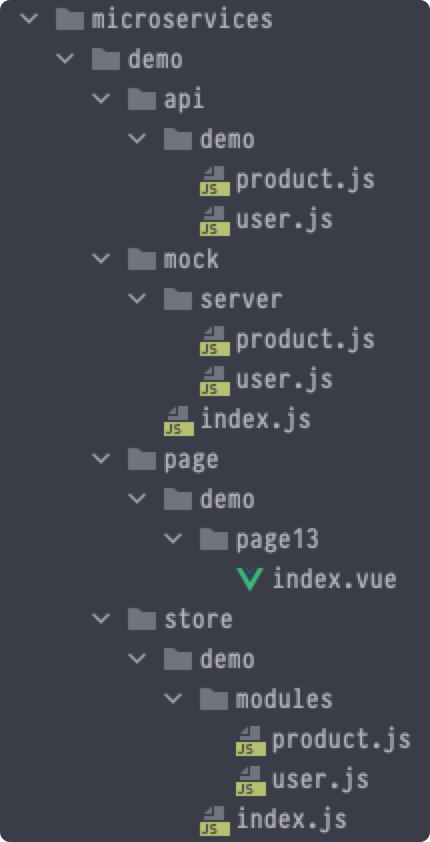 microservices
demo
api
demo
JS product.js
JS user.js
mock
server
JS product.js
JS user.js
JS index.js
page
demo
page13
index.vue
store
demo
modules
JS product.js
JS user.js
JS index.js